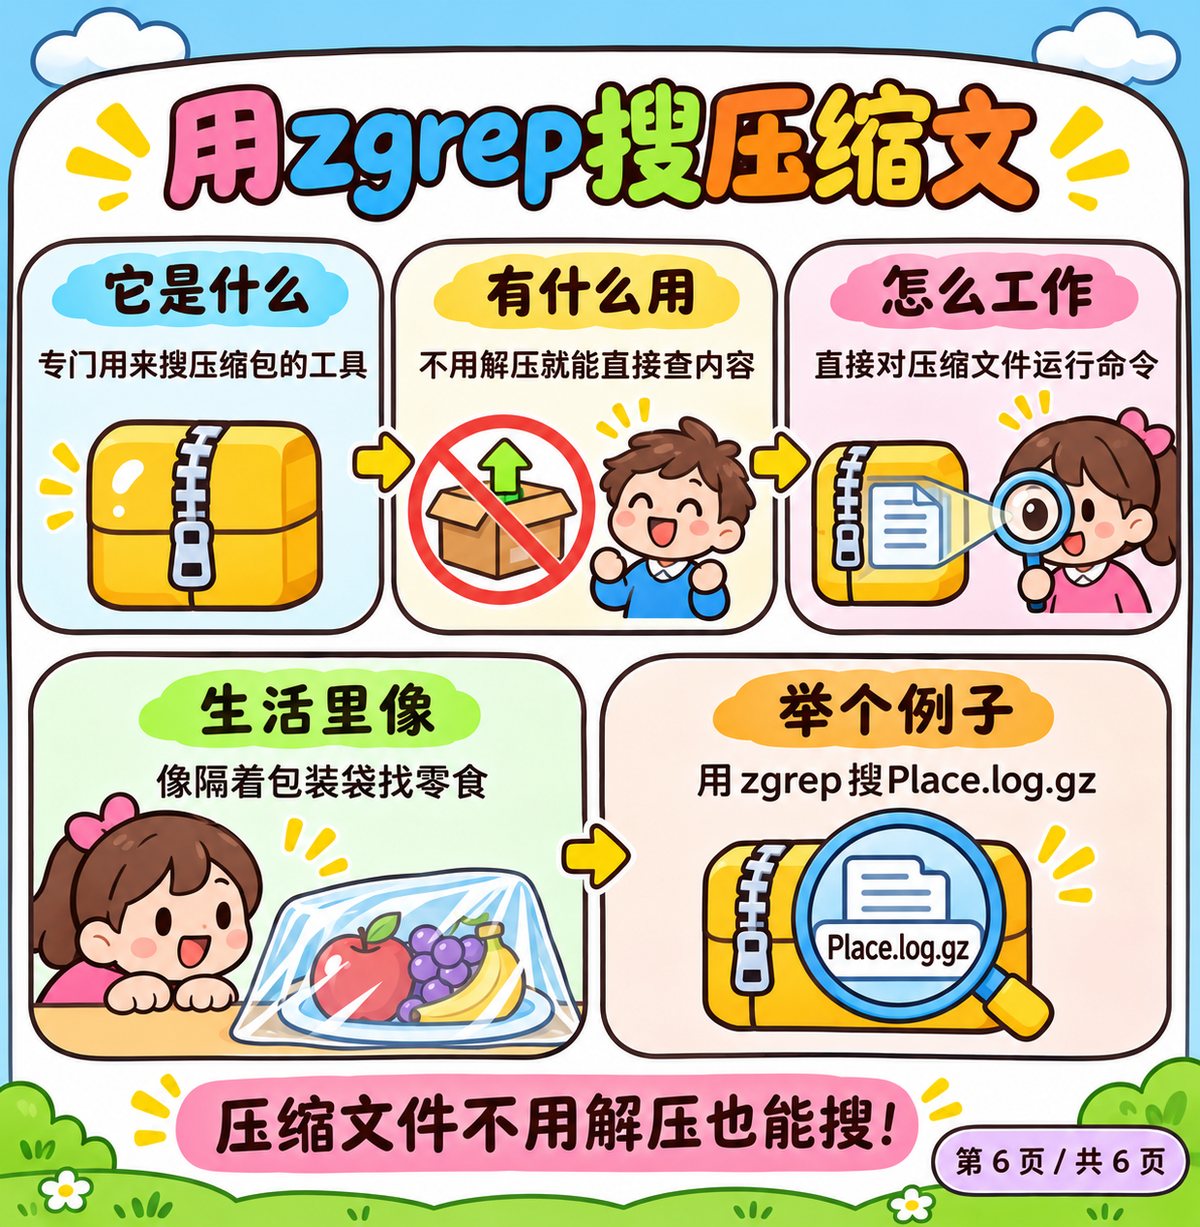 用zgrep搜压缩文
它是什么
专门用来搜压缩包的工具
有什么用
不用解压就能直接查内容
怎么工作
直接对压缩文件运行命令
生活里像
像隔着包装袋找零食
举个例子
用 zgrep 搜Place.log.gz
Place.log.gz
压缩文件不用解压也能搜!
第 6 页 / 共 6 页